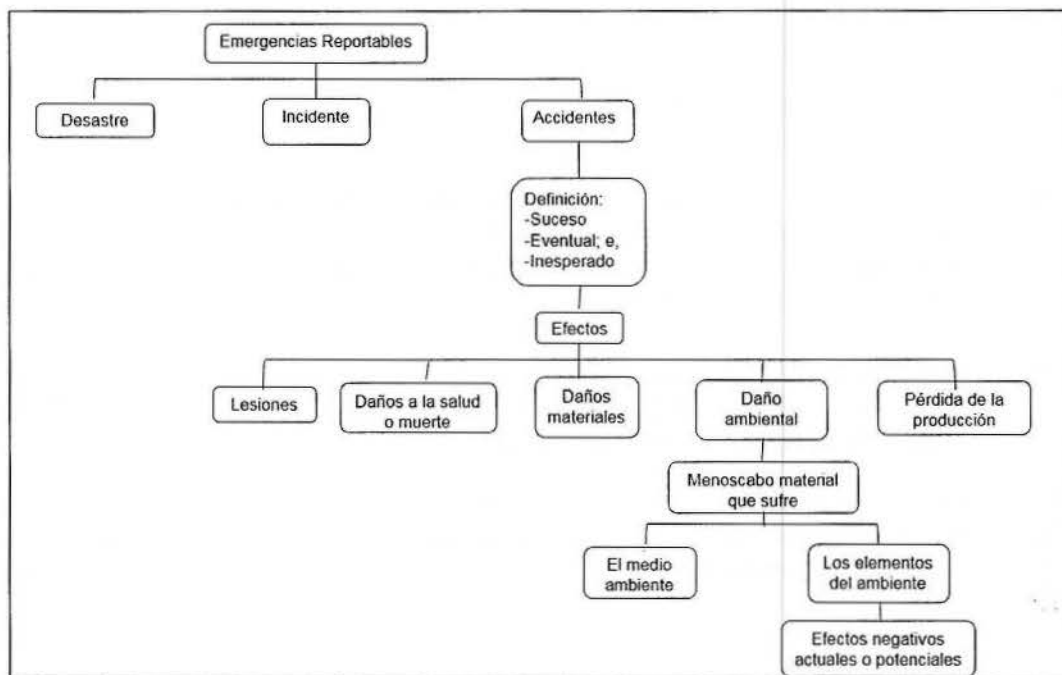 Emergencias Reportables
Desastre
Incidente
Accidentes
Definición:
-Suceso
-Eventual; e,
-Inesperado
Efectos
Lesiones
Daños a la salud
o muerte
Daños
materiales
Daño
ambiental
Pérdida de la
producción
Menoscabo material
que sufre
El medio
ambiente
Los elementos
del ambiente
Efectos negativos
actuales o potenciales